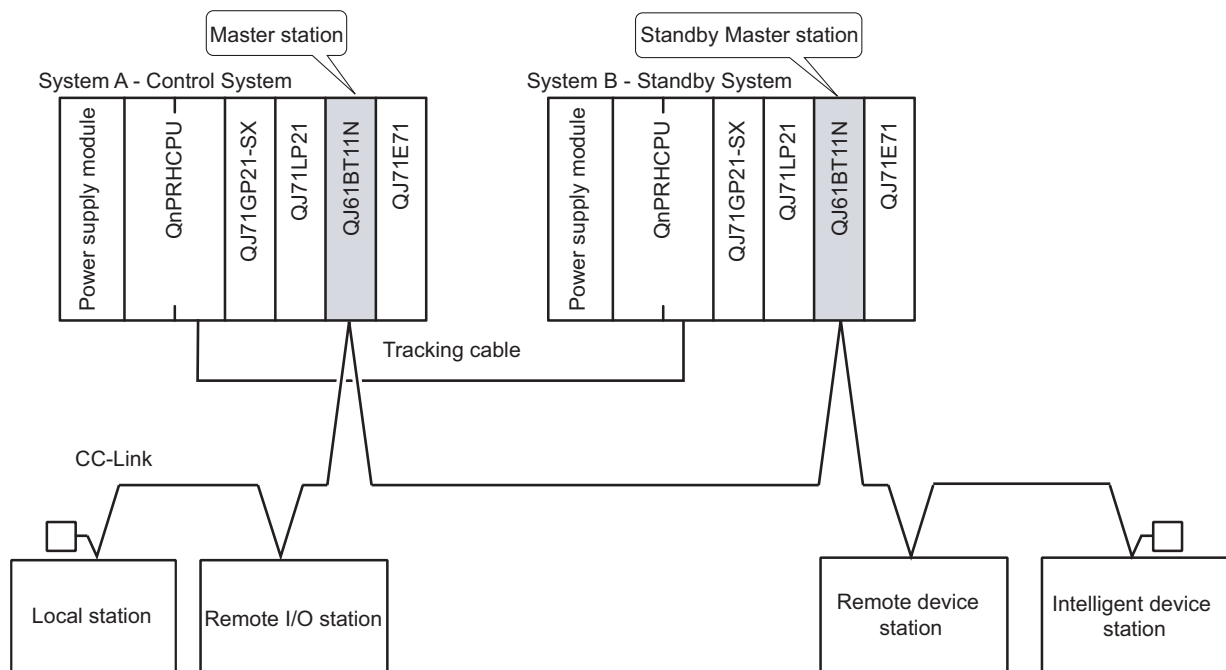 Master station
Standby Master station
System A - Control System
System B - Standby System
Power supply module
QnPRHCPU
QJ71GP21-SX
QJ71LP21
QJ61BT11N
QJ71E71
Power supply module
QnPRHCPU
QJ71GP21-SX
QJ71LP21
QJ61BT11N
QJ71E71
Tracking cable
CC-Link
Local station
Remote I/O station
Remote device
station
Intelligent device
station